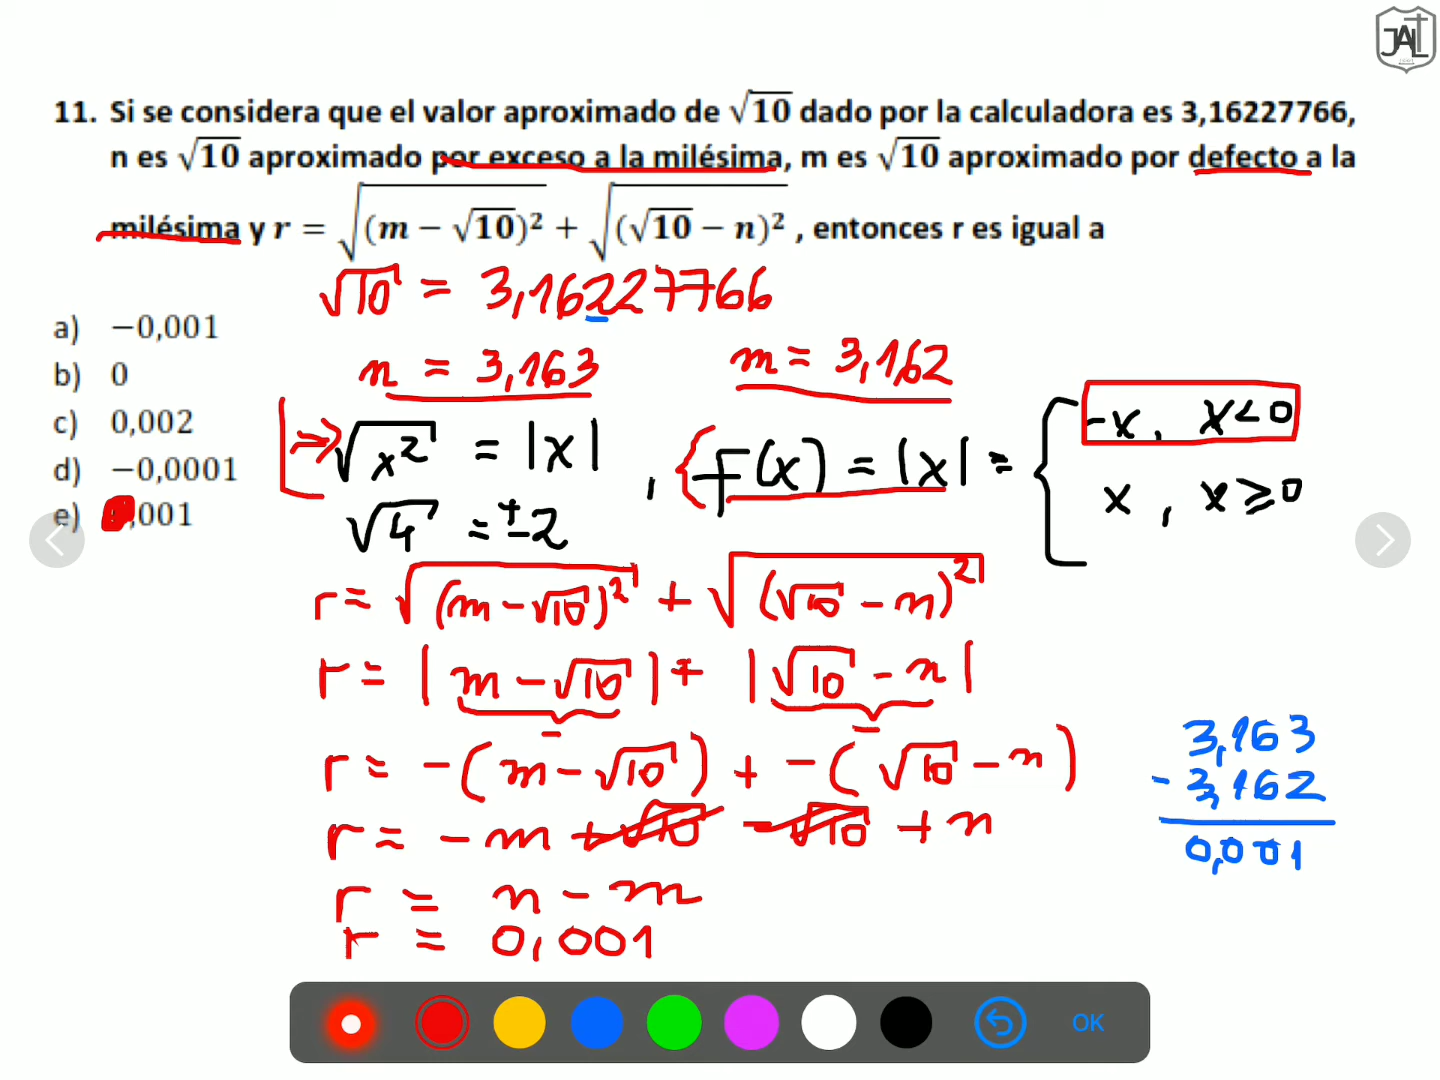 JALT
11. Si se considera que el valor aproximado de √10 dado por la calculadora es 3,16227766,
n es √10 aproximado por exceso a la milésima, m es √10 aproximado por defecto a la
milésima y r = √(m − √10)² + √(√10 − n)² , entonces r es igual a
√10 = 3,16227766
a) −0,001
b) 0
c) 0,002
d) −0,0001
e) ,001
n = 3,163
m = 3,162
⇒ √x² = |x| , f(x) = |x| = { -x, x<0
x, x≥0
√4 = ±2
r = √(m-√10)² + √(√10 - n)²
r = |m - √10| + |√10 - n|
- -
r = -(m - √10) + -(√10 - n)
r = -m + √10 - √10 + n
r = n - m
r = 0,001
3,163
- 3,162
0,001
OK